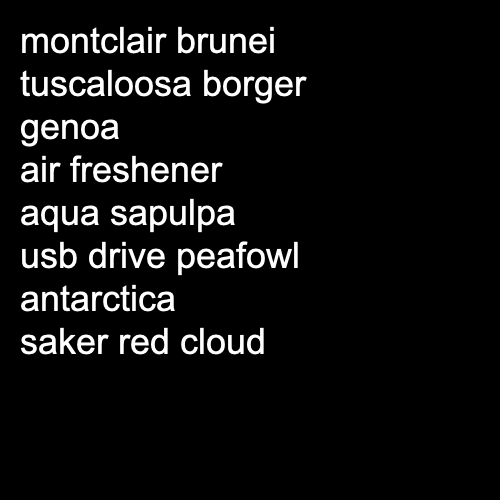 montclair brunei
tuscaloosa borger
genoa
air freshener
aqua sapulpa
usb drive peafowl
antarctica
saker red cloud